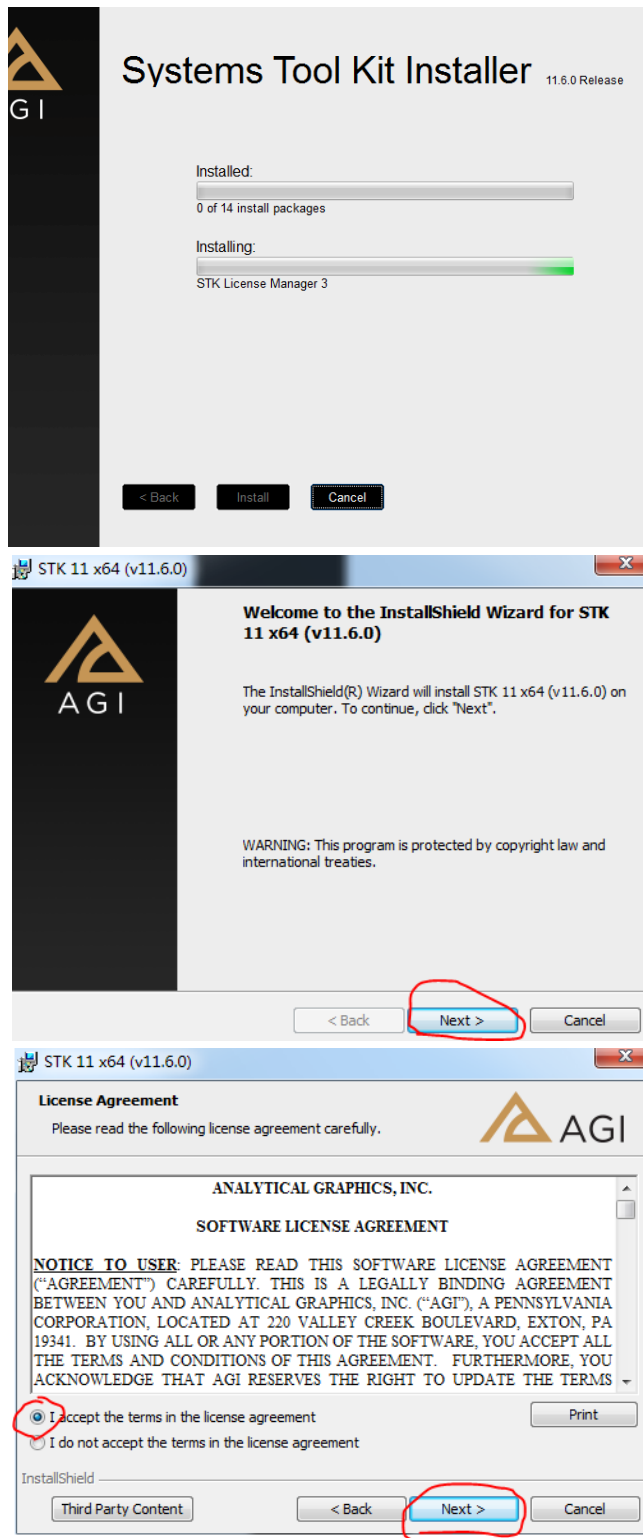 GI
Systems Tool Kit Installer 11.6.0 Release
Installed:
0 of 14 install packages
Installing:
STK License Manager 3
< Back Install Cancel
STK 11 x64 (v11.6.0)
AGI
Welcome to the InstallShield Wizard for STK
11 x64 (v11.6.0)
The InstallShield(R) Wizard will install STK 11 x64 (v11.6.0) on
your computer. To continue, click "Next".
WARNING: This program is protected by copyright law and
international treaties.
< Back Next > Cancel
STK 11 x64 (v11.6.0)
License Agreement
Please read the following license agreement carefully.
AGI
ANALYTICAL GRAPHICS, INC.
SOFTWARE LICENSE AGREEMENT
NOTICE TO USER: PLEASE READ THIS SOFTWARE LICENSE AGREEMENT
(“AGREEMENT”) CAREFULLY. THIS IS A LEGALLY BINDING AGREEMENT
BETWEEN YOU AND ANALYTICAL GRAPHICS, INC. (“AGI”), A PENNSYLVANIA
CORPORATION, LOCATED AT 220 VALLEY CREEK BOULEVARD, EXTON, PA
19341. BY USING ALL OR ANY PORTION OF THE SOFTWARE, YOU ACCEPT ALL
THE TERMS AND CONDITIONS OF THIS AGREEMENT. FURTHERMORE, YOU
ACKNOWLEDGE THAT AGI RESERVES THE RIGHT TO UPDATE THE TERMS
I accept the terms in the license agreement
Print
I do not accept the terms in the license agreement
InstallShield
Third Party Content < Back Next > Cancel